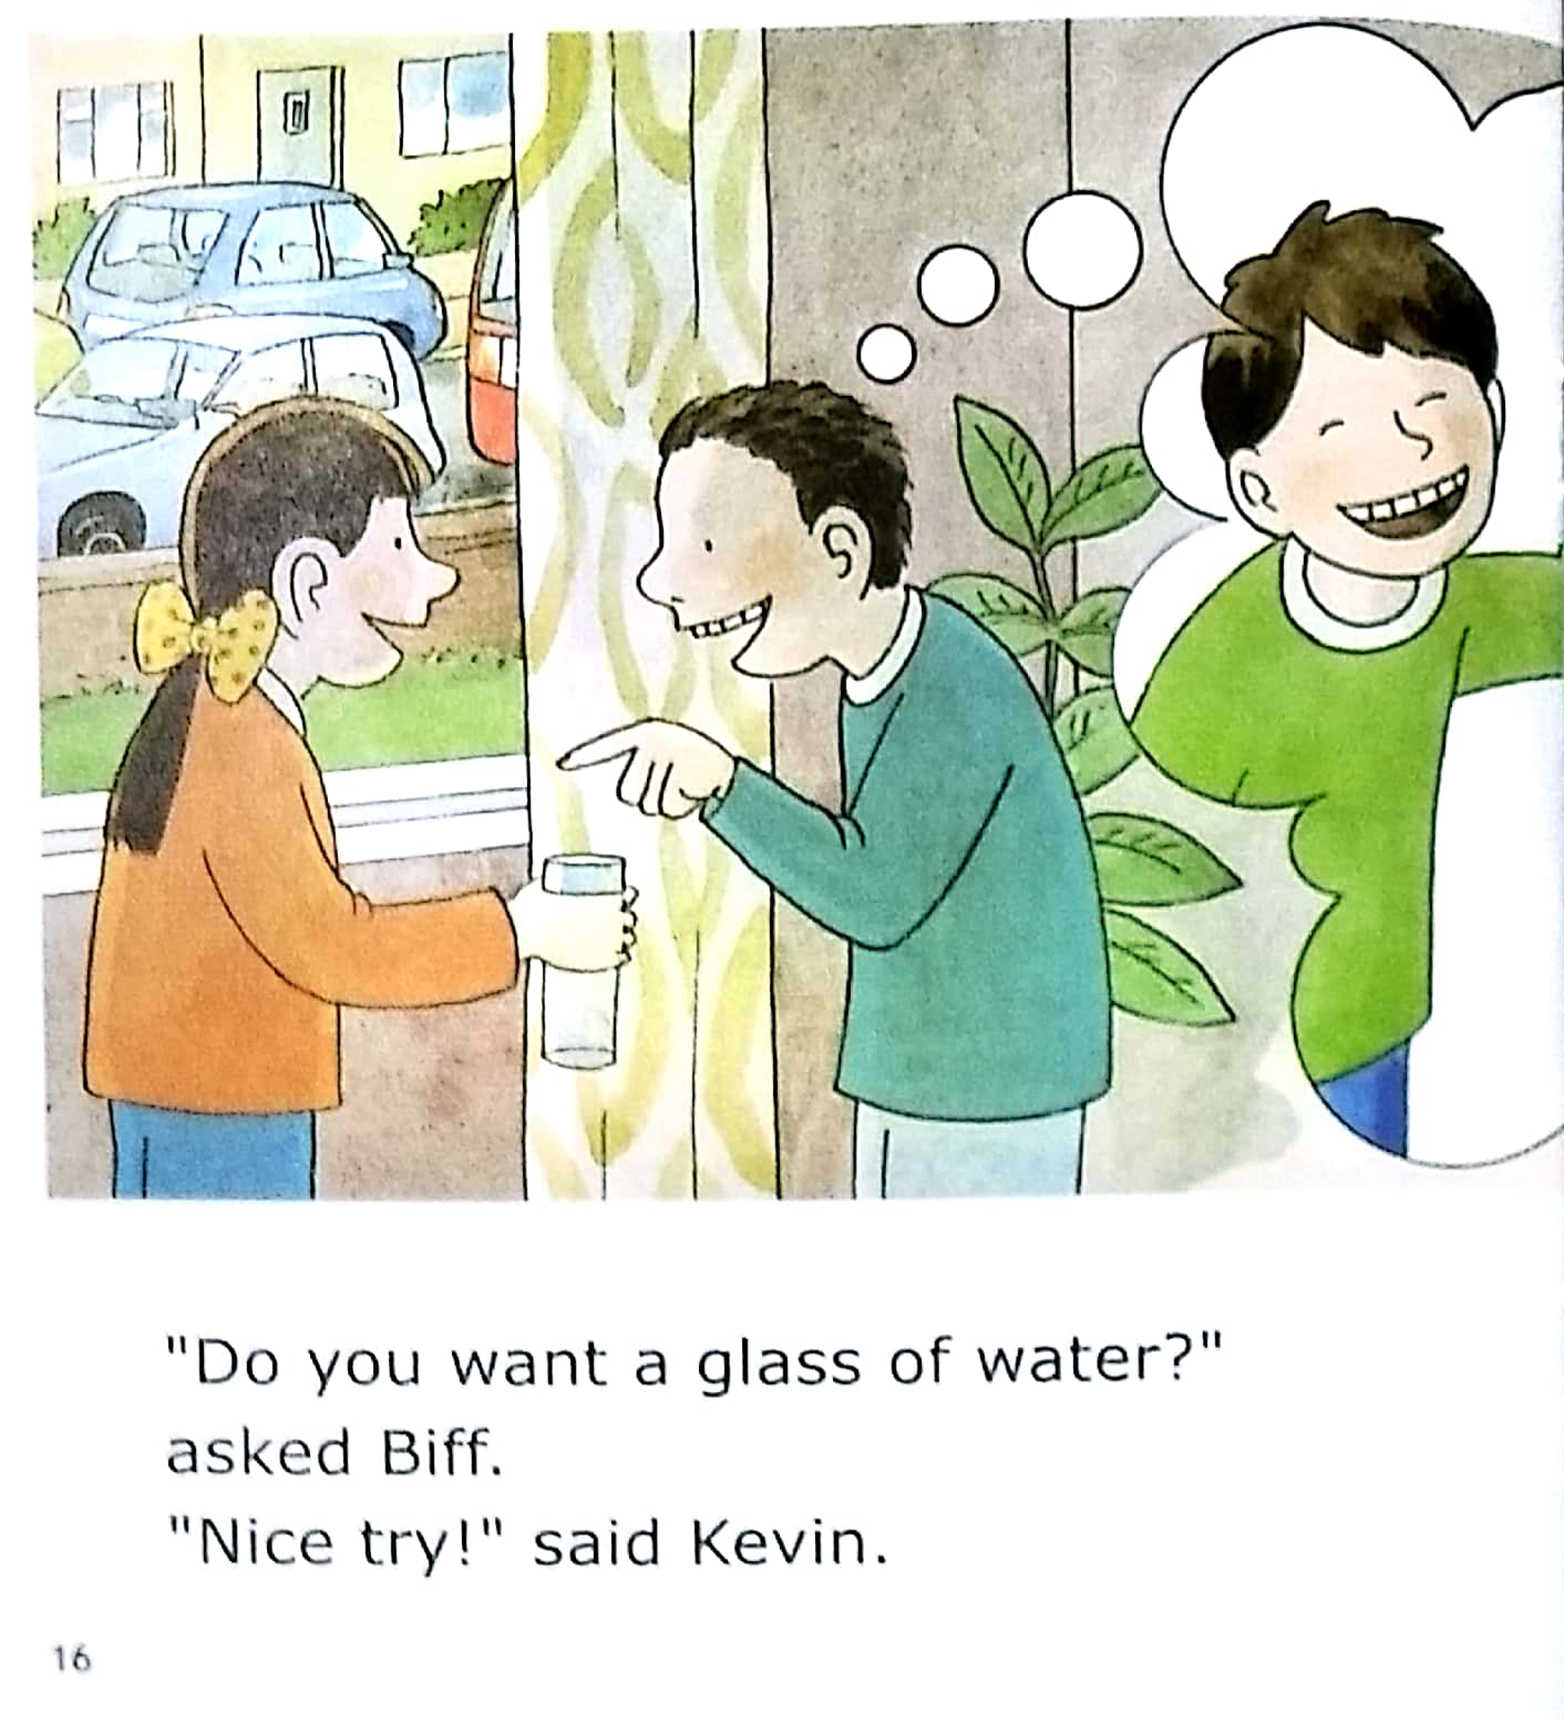 "Do you want a glass of water?"
asked Biff.
"Nice try!" said Kevin.
16